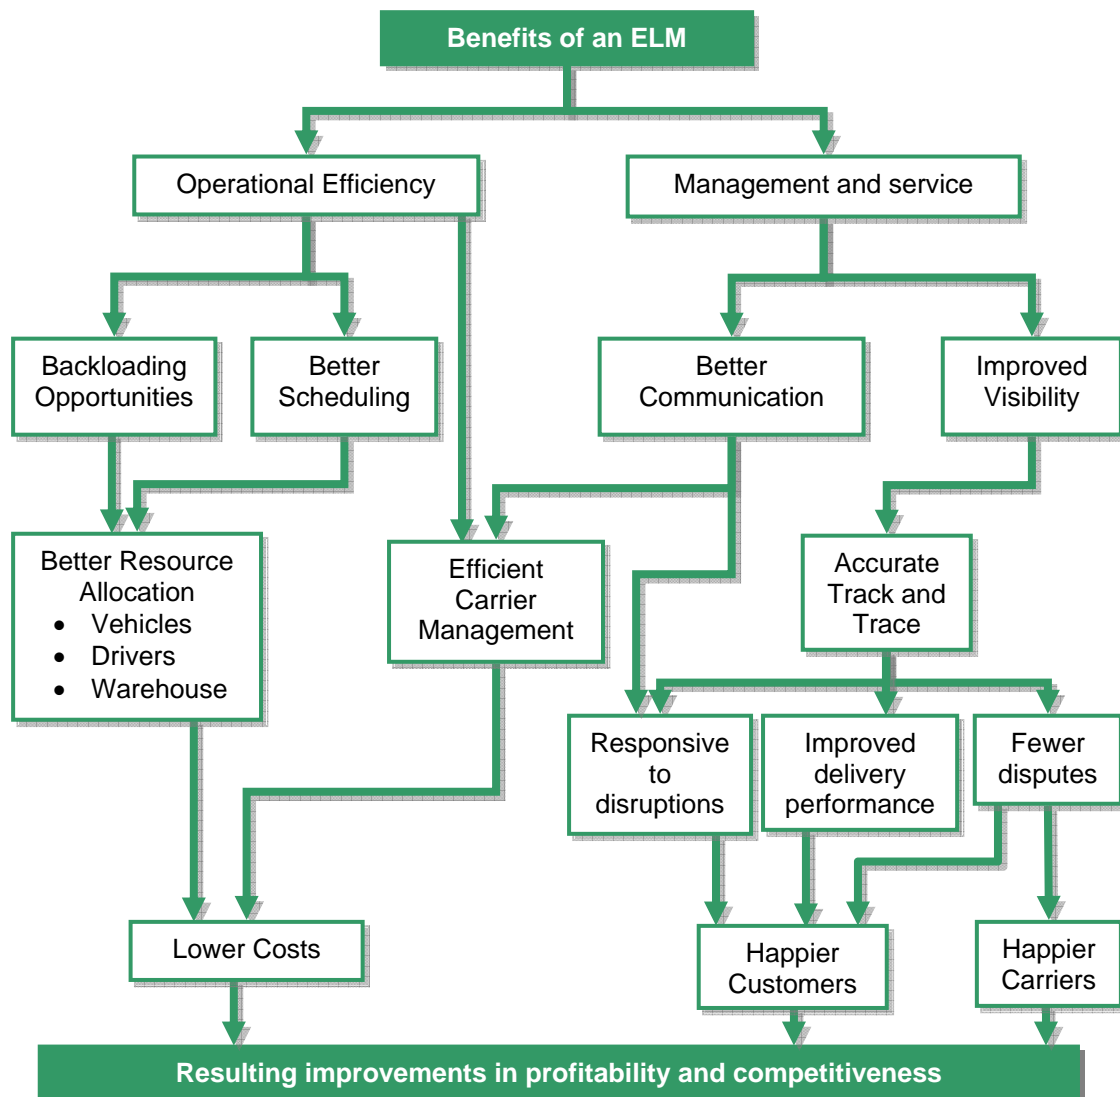 Benefits of an ELM
Operational Efficiency
Management and service
Backloading
Opportunities
Better
Scheduling
Better
Communication
Improved
Visibility
Better Resource
Allocation
• Vehicles
• Drivers
• Warehouse
Efficient
Carrier
Management
Accurate
Track and
Trace
Responsive
to
disruptions
Improved
delivery
performance
Fewer
disputes
Lower Costs
Happier
Customers
Happier
Carriers
Resulting improvements in profitability and competitiveness